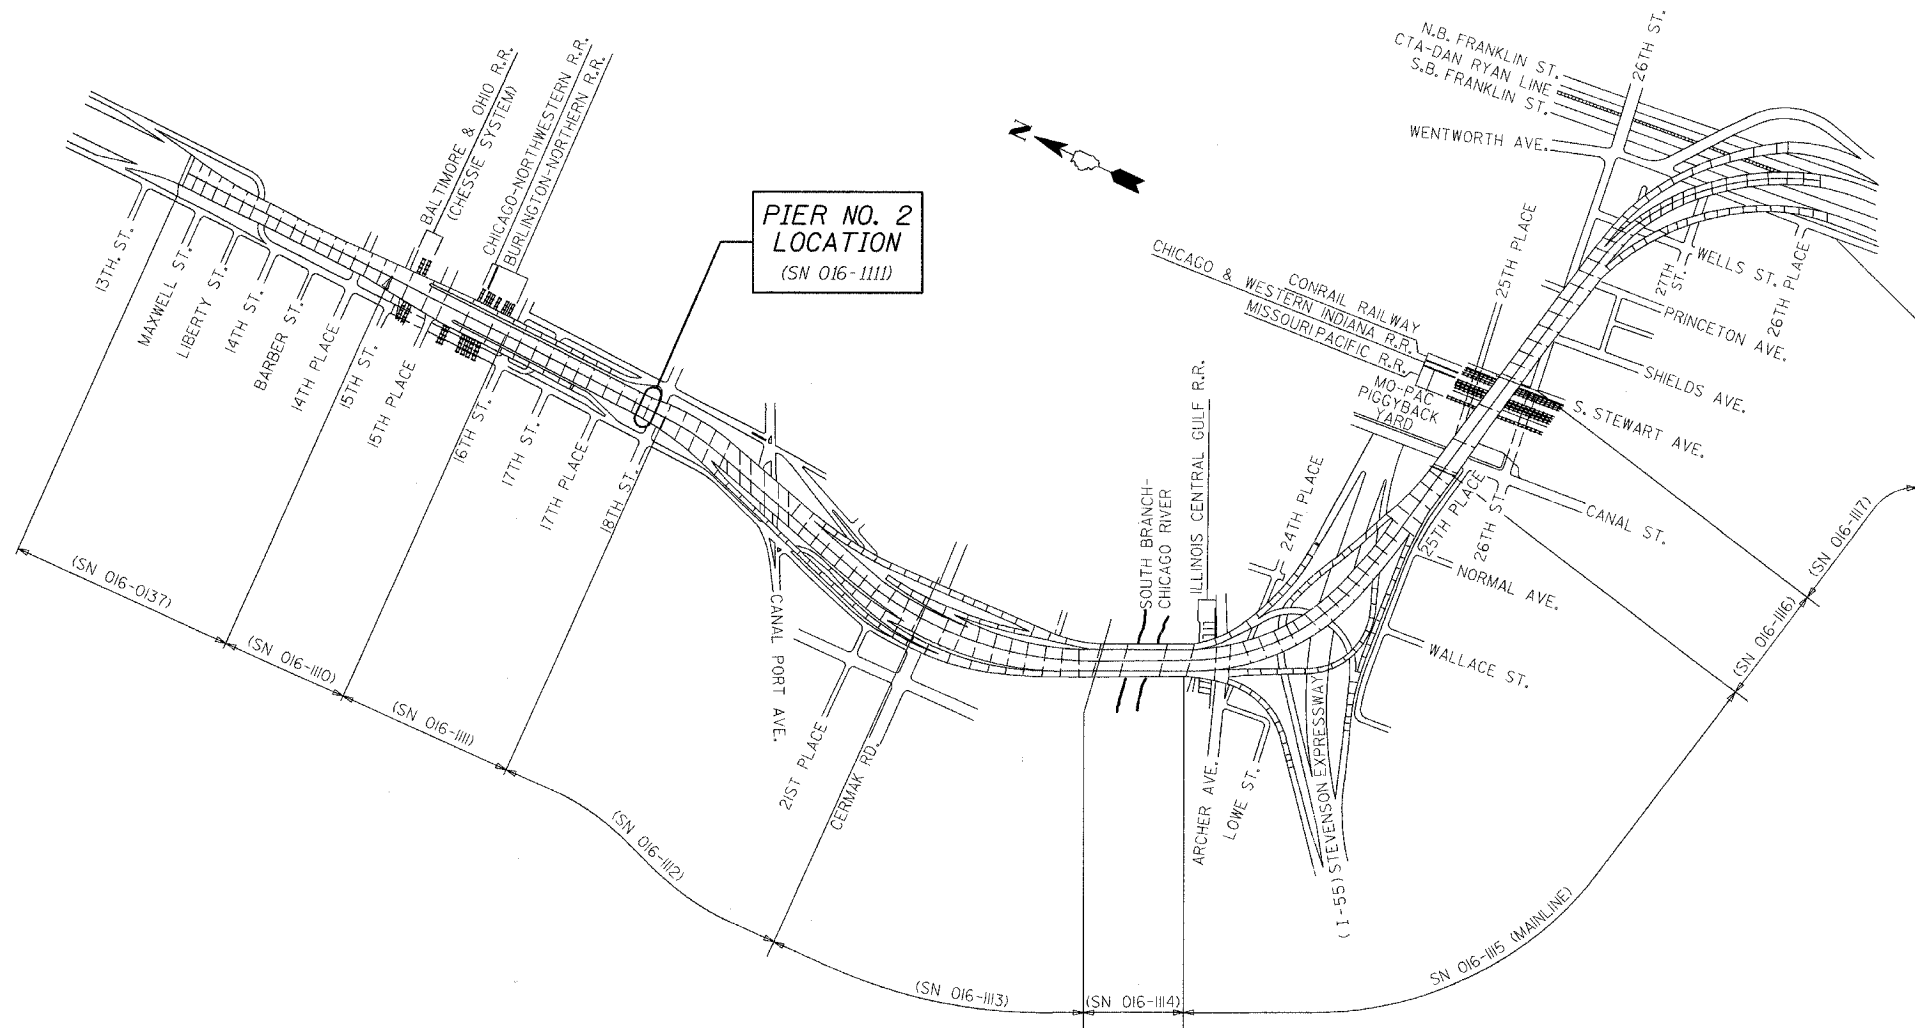 N.B. FRANKLIN ST.
CTA-DAN RYAN LINE
S.B. FRANKLIN ST.
26TH ST.
WENTWORTH AVE.
BALTIMORE & OHIO R.R.
(CHESSIE SYSTEM)
CHICAGO-NORTHWESTERN R.R.
BURLINGTON-NORTHERN R.R.
N
PIER NO. 2
LOCATION
(SN 016-1111)
13TH. ST.
MAXWELL ST.
LIBERTY ST.
14TH ST.
BARBER ST.
14TH PLACE
15TH ST.
15TH PLACE
16TH ST.
17TH ST.
17TH PLACE
18TH ST.
CHICAGO &
WESTERN INDIANA R.R.
CONRAIL RAILWAY
MISSOURI PACIFIC R.R.
MO-PAC
PIGGYBACK
YARD
25TH PLACE
27TH
ST.
WELLS ST.
26TH PLACE
PRINCETON AVE.
SHIELDS AVE.
S. STEWART AVE.
CANAL ST.
25TH PLACE
26TH ST.
NORMAL AVE.
WALLACE ST.
24TH PLACE
ILLINOIS CENTRAL GULF R.R.
SOUTH BRANCH-
CHICAGO RIVER
CANAL PORT AVE.
21ST PLACE
CERMAK RD.
ARCHER AVE.
LOWE ST.
(I-55) STEVENSON EXPRESSWAY
(SN 016-0137)
(SN 016-1110)
(SN 016-1111)
(SN 016-1112)
(SN 016-1113)
(SN 016-1114)
SN 016-1115 (MAINLINE)
(SN 016-1116)
(SN 016-1117)